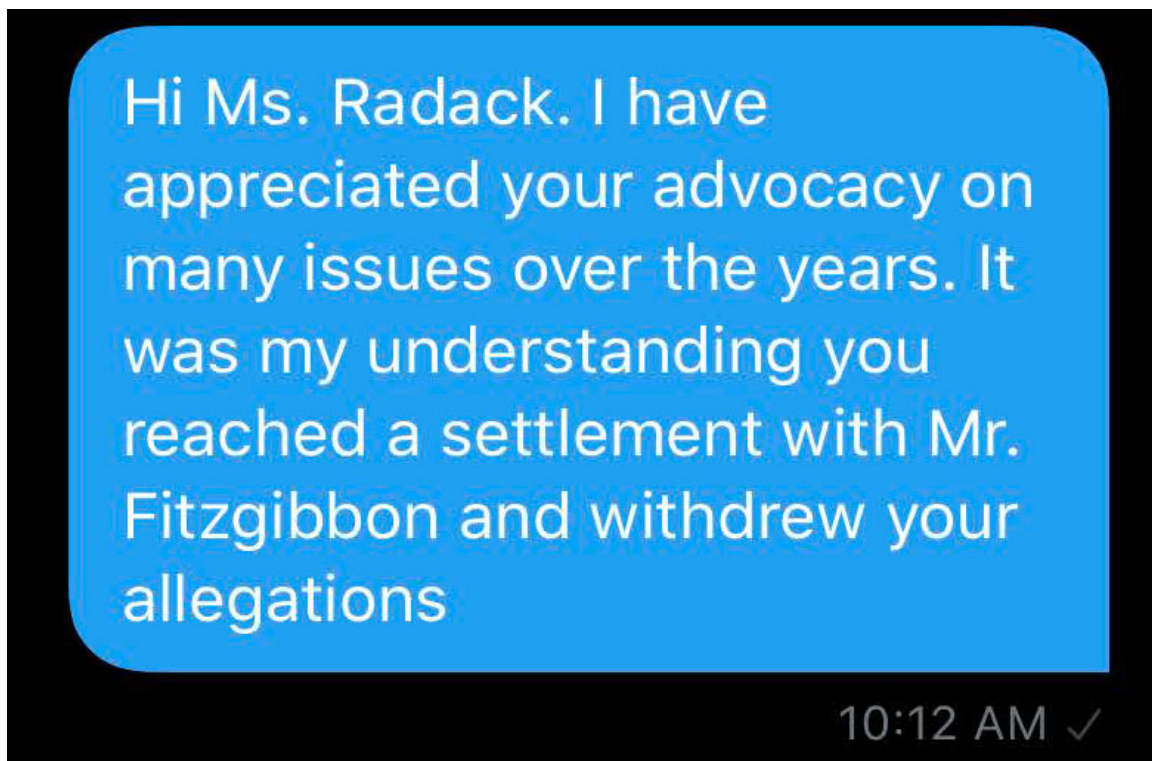 Hi Ms. Radack. I have
appreciated your advocacy on
many issues over the years. It
was my understanding you
reached a settlement with Mr.
Fitzgibbon and withdrew your
allegations
10:12 AM ✓